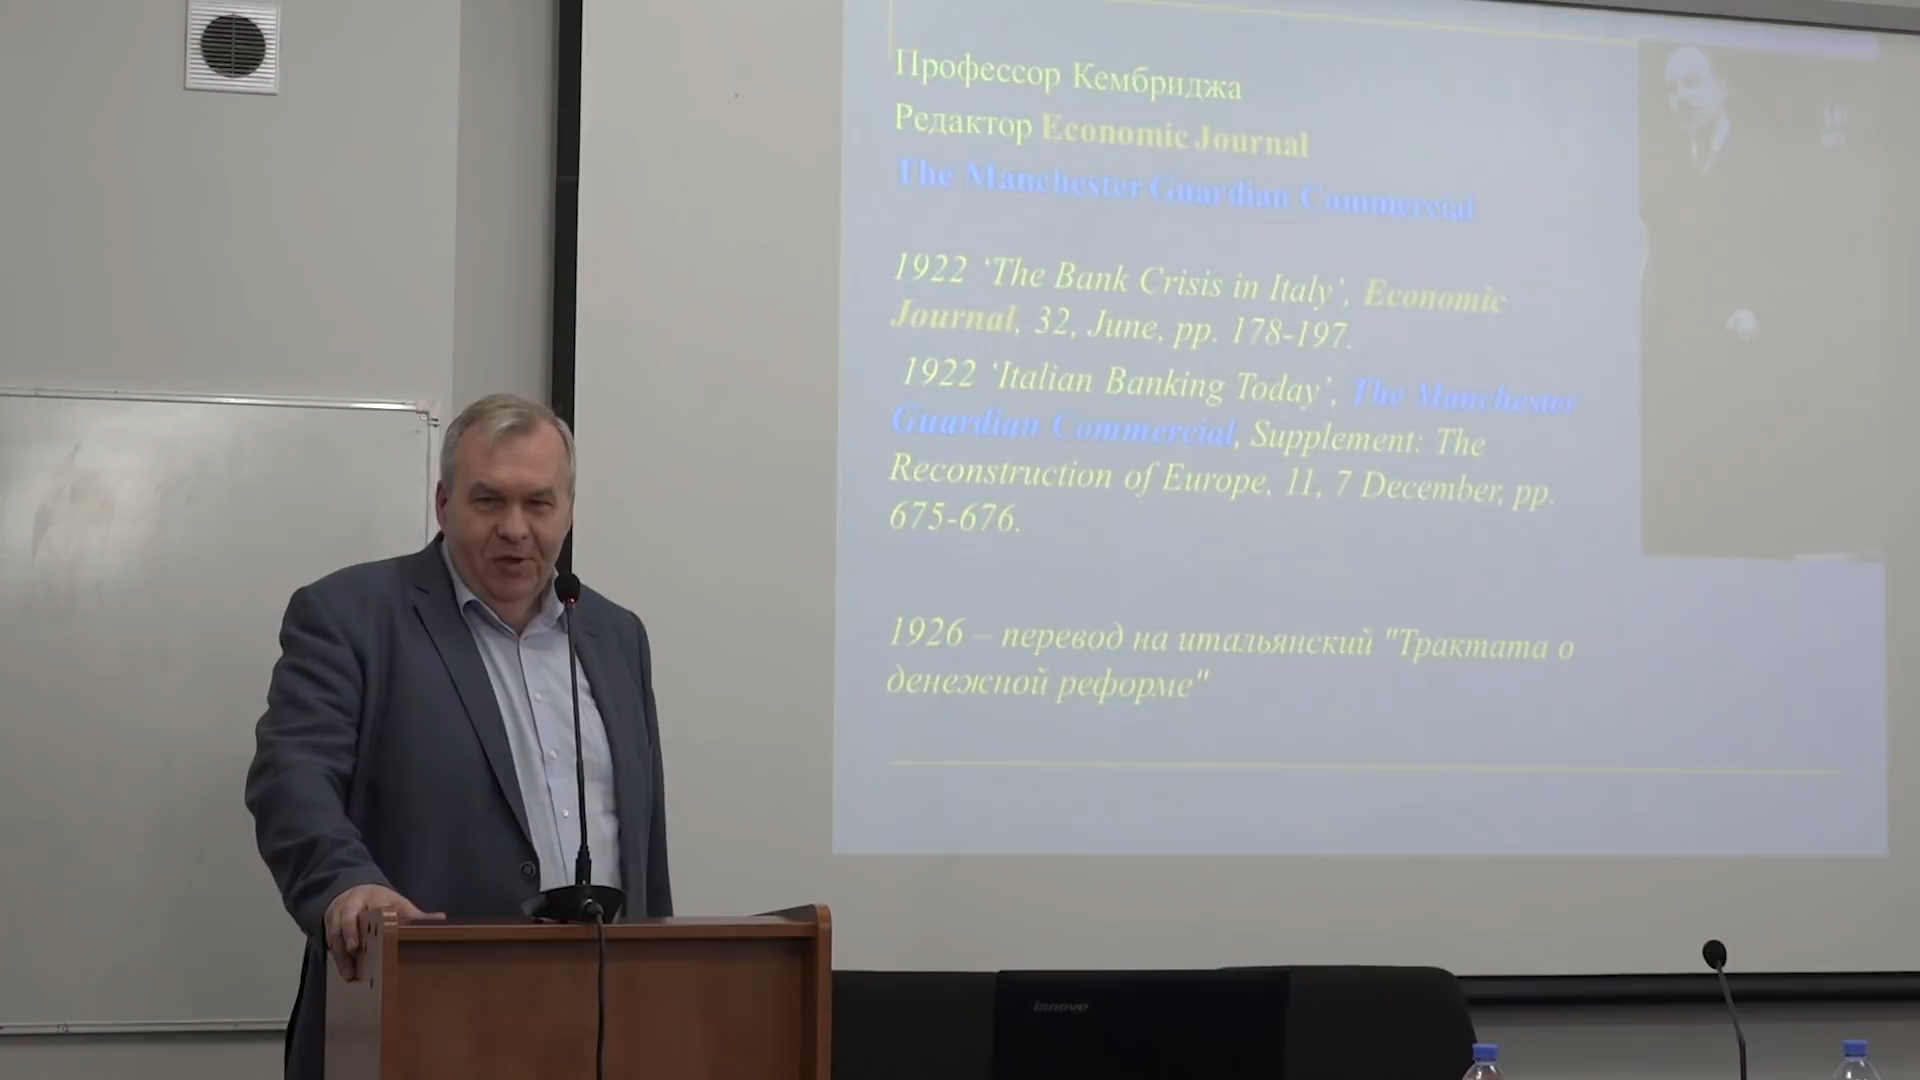 Профессор Кембриджа
Редактор Economic Journal
The Manchester Guardian Commercial
1922 ‘The Bank Crisis in Italy’, Economic
Journal, 32, June, pp. 178-197.
1922 ‘Italian Banking Today’, The Manchester
Guardian Commercial, Supplement: The
Reconstruction of Europe, 11, 7 December, pp.
675-676.
1926 – перевод на итальянский "Трактата о
денежной реформе"
lenovo